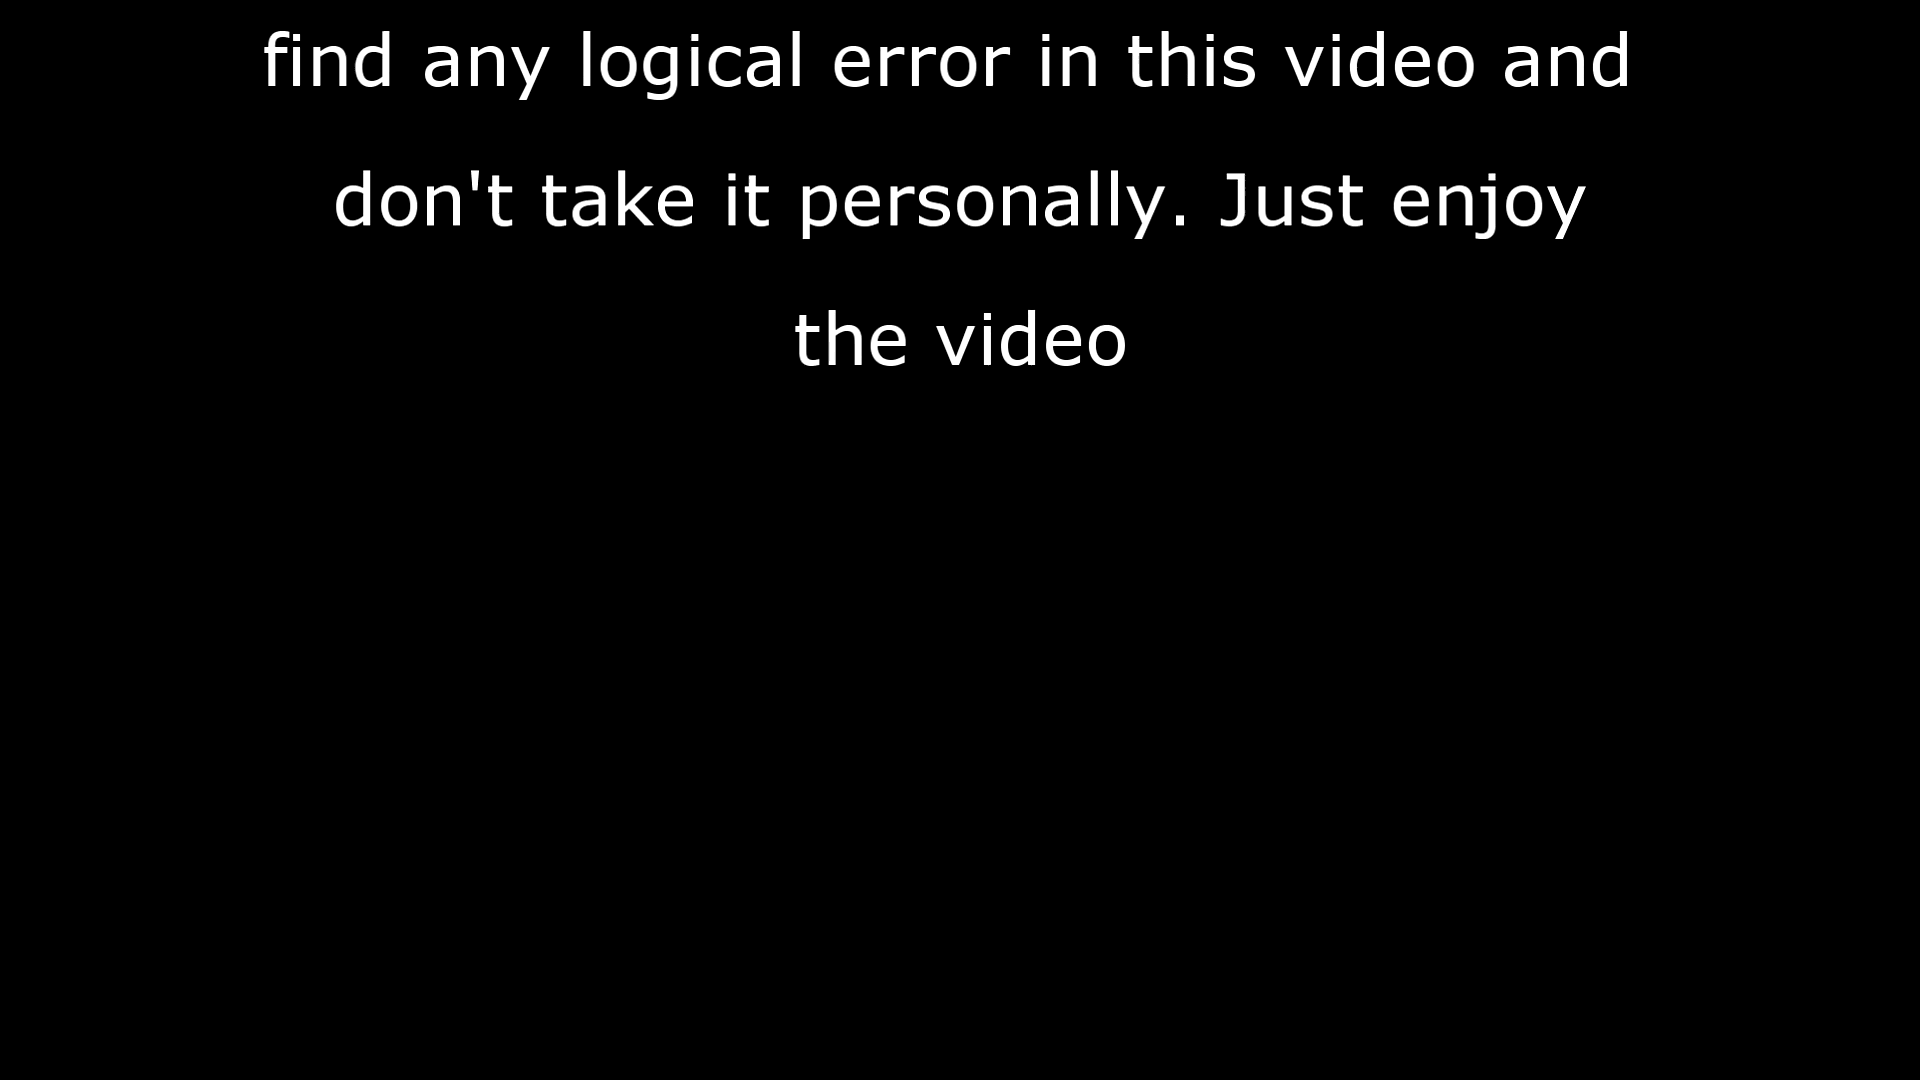 find any logical error in this video and
don't take it personally. Just enjoy
the video